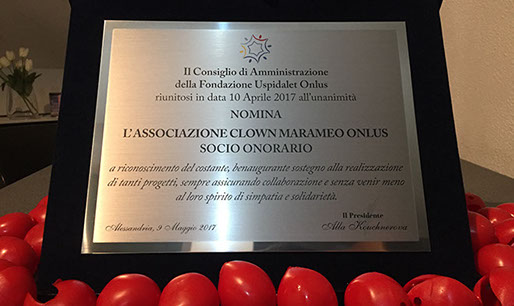 Il Consiglio di Amministrazione
della Fondazione Uspidalet Onlus
riunitosi in data 10 Aprile 2017 all'unanimità
NOMINA
L'ASSOCIAZIONE CLOWN MARAMEO ONLUS
SOCIO ONORARIO
a riconoscimento del costante, benaugurante sostegno alla realizzazione
di tanti progetti, sempre assicurando collaborazione e senza venir meno
al loro spirito di simpatia e solidarietà.
Il Presidente
Alessandria, 9 Maggio 2017
Alla Kouchnerova